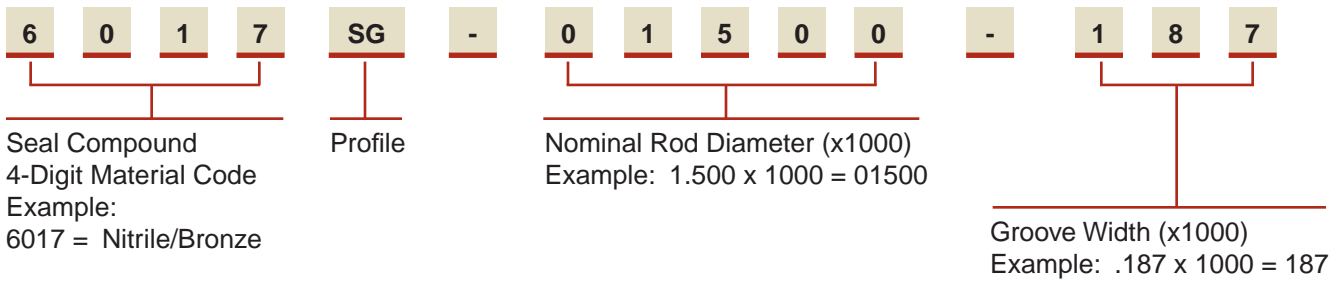 6 0 1 7 SG - 0 1 5 0 0 - 1 8 7
Seal Compound
4-Digit Material Code
Example:
6017 = Nitrile/Bronze
Profile
Nominal Rod Diameter (x1000)
Example: 1.500 x 1000 = 01500
Groove Width (x1000)
Example: .187 x 1000 = 187